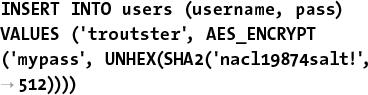 INSERT INTO users (username, pass)
VALUES ('troutster', AES_ENCRYPT
('mypass', UNHEX(SHA2('nacl19874salt!',
→512))))